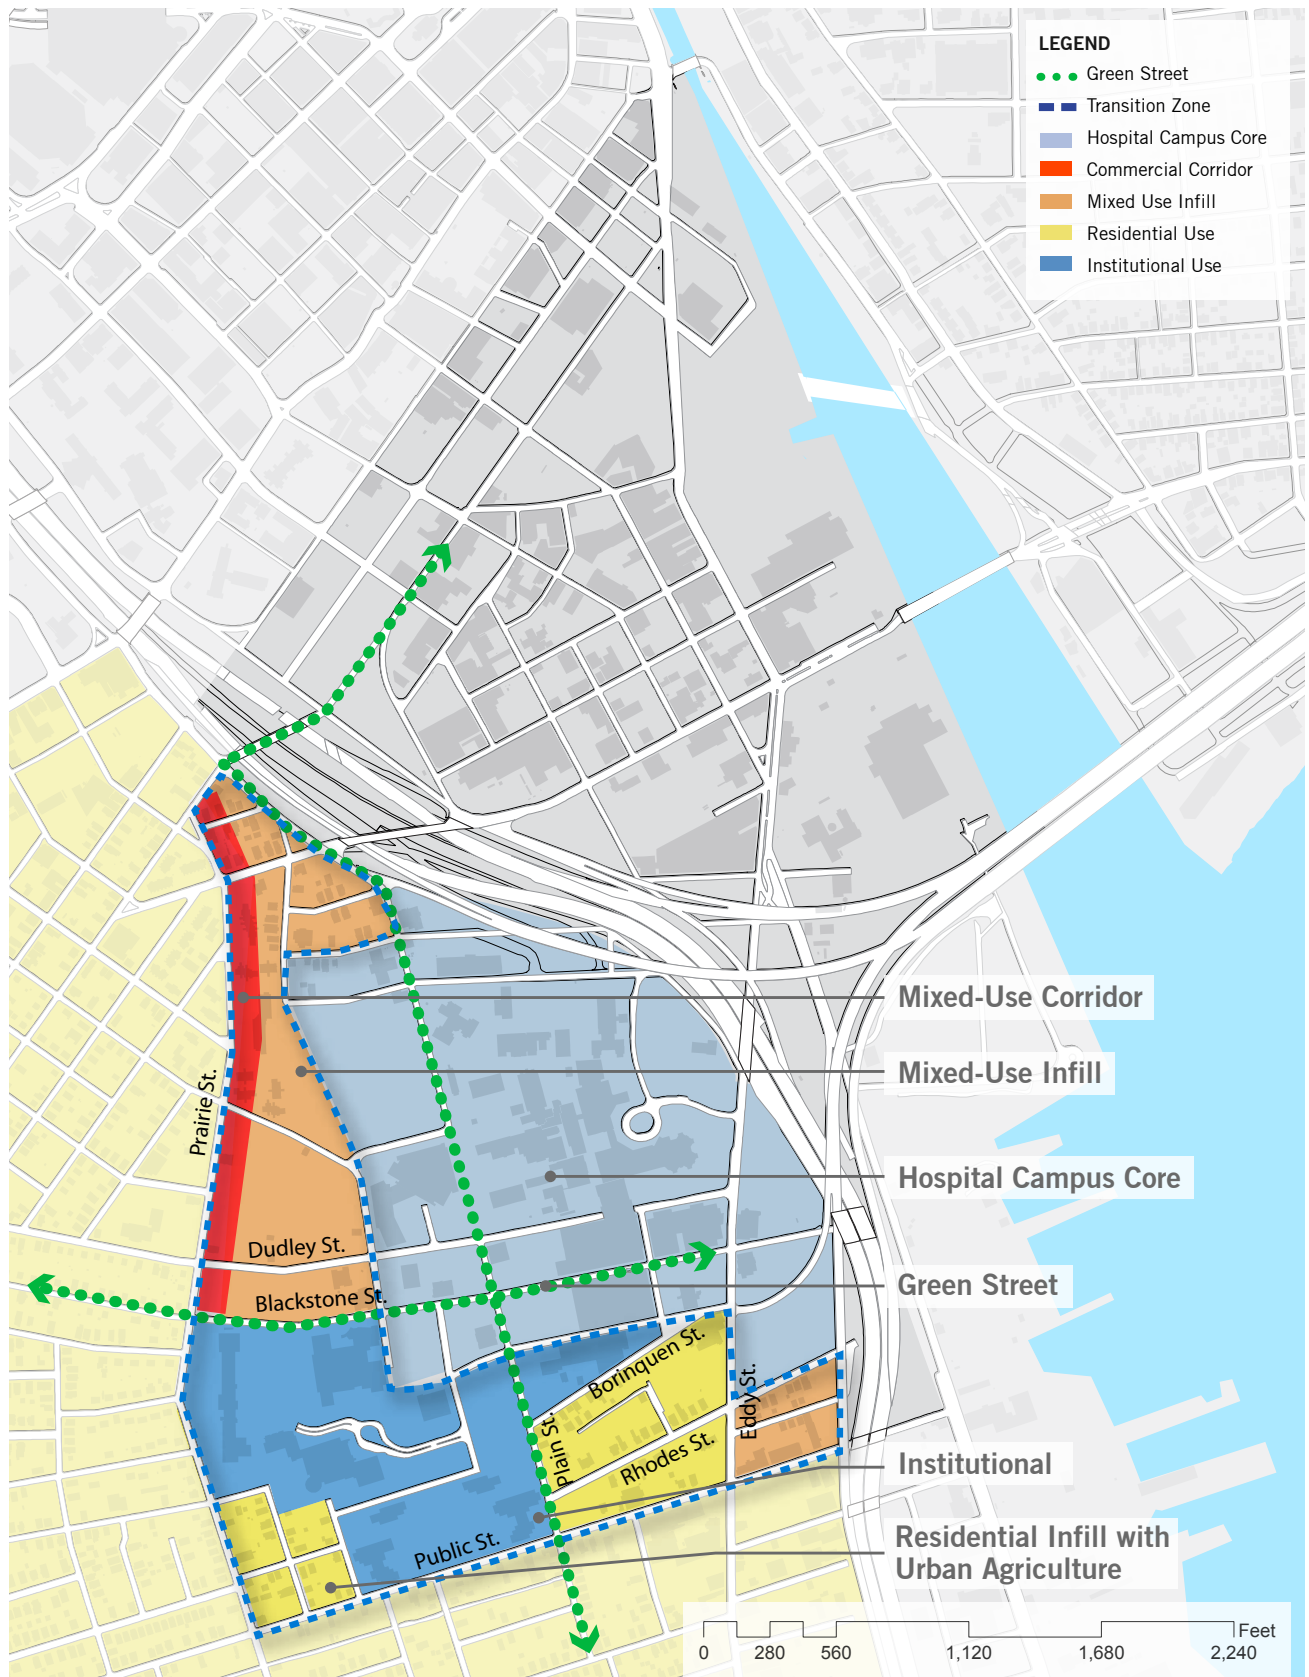 LEGEND
Green Street
Transition Zone
Hospital Campus Core
Commercial Corridor
Mixed Use Infill
Residential Use
Institutional Use
Mixed-Use Corridor
Mixed-Use Infill
Prairie St.
Hospital Campus Core
Dudley St.
Green Street
Blackstone St.
Borinquen St.
Eddy St.
Plain St.
Rhodes St.
Institutional
Public St.
Residential Infill with
Urban Agriculture
0 280 560 1,120 1,680 2,240 Feet